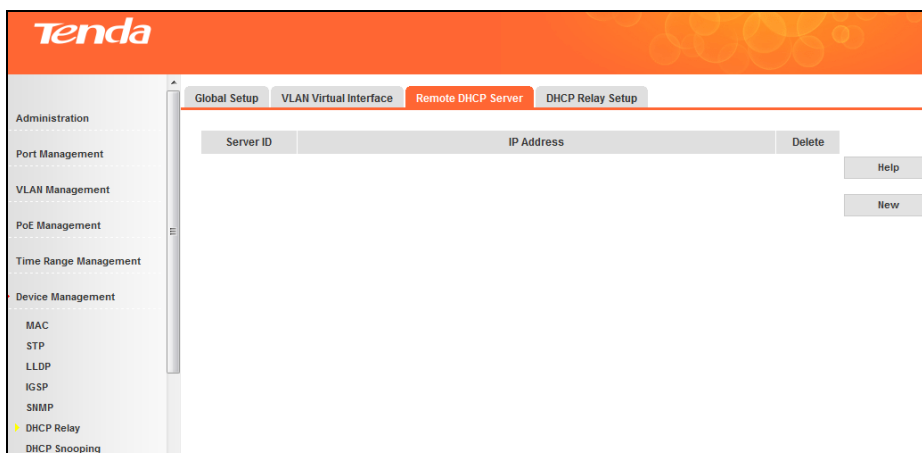 Tenda
Administration
Port Management
VLAN Management
PoE Management
Time Range Management
Device Management
MAC
STP
LLDP
IGSP
SNMP
DHCP Relay
DHCP Snooping
Global Setup VLAN Virtual Interface Remote DHCP Server DHCP Relay Setup
Server ID IP Address Delete
Help
New